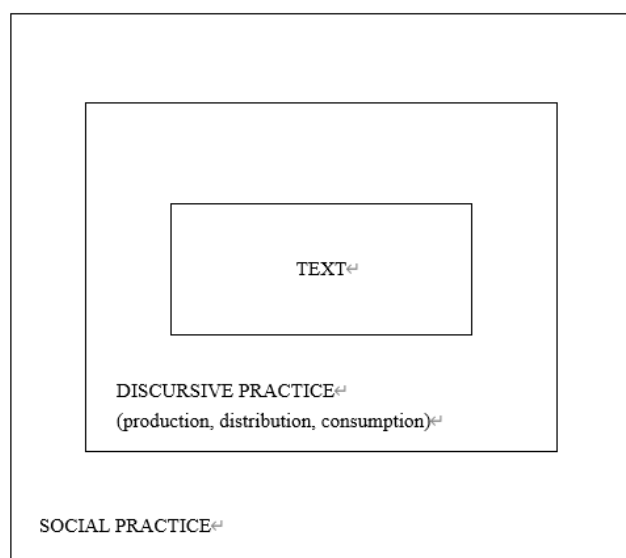 TEXT↵
DISCURSIVE PRACTICE↵
(production, distribution, consumption)↵
SOCIAL PRACTICE↵